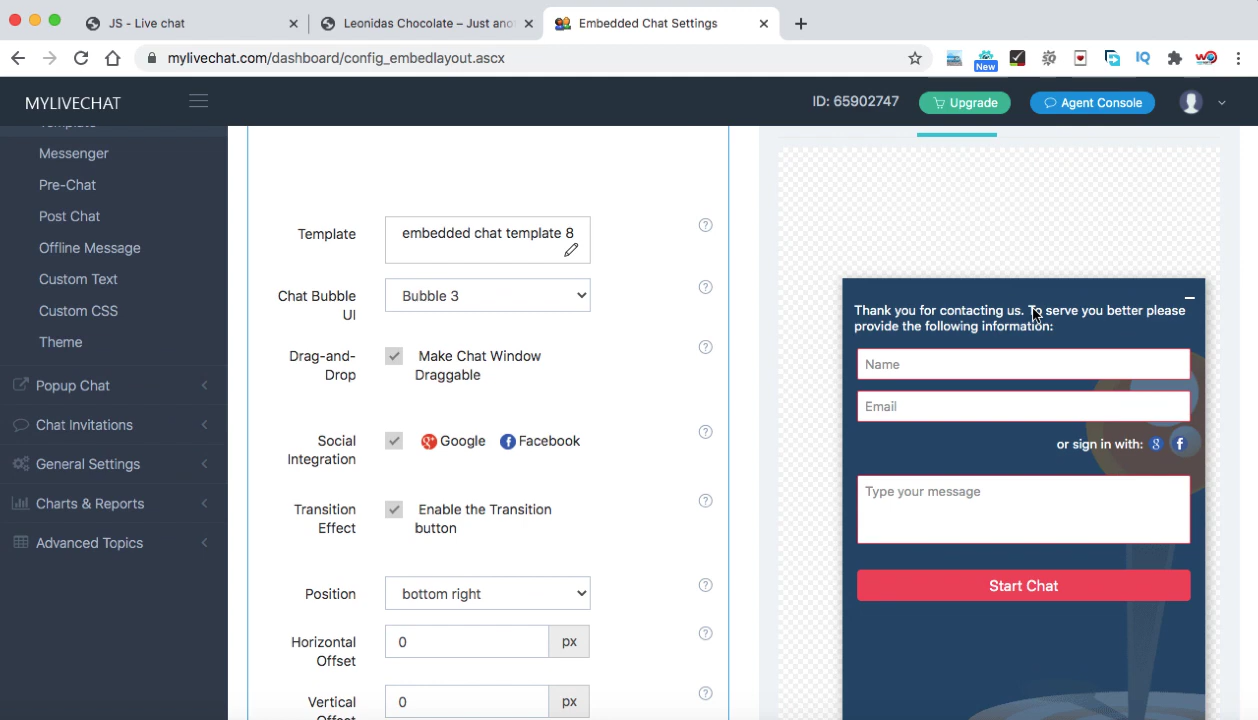 JS - Live chat
Leonidas Chocolate – Just ano
Embedded Chat Settings
mylivechat.com/dashboard/config_embedlayout.ascx
New
IQ
MYLIVECHAT
ID: 65902747
Upgrade
Agent Console
Template
Messenger
Pre-Chat
Post Chat
Offline Message
Custom Text
Custom CSS
Theme
Popup Chat
Chat Invitations
General Settings
Charts & Reports
Advanced Topics
Template
embedded chat template 8
Chat Bubble
UI
Bubble 3
Drag-and-
Drop
Make Chat Window
Draggable
Social
Integration
Google
Facebook
Transition
Effect
Enable the Transition
button
Position
bottom right
Horizontal
Offset
0
px
Vertical
Offset
0
px
Thank you for contacting us. To serve you better please
provide the following information:
Name
Email
or sign in with:
Type your message
Start Chat